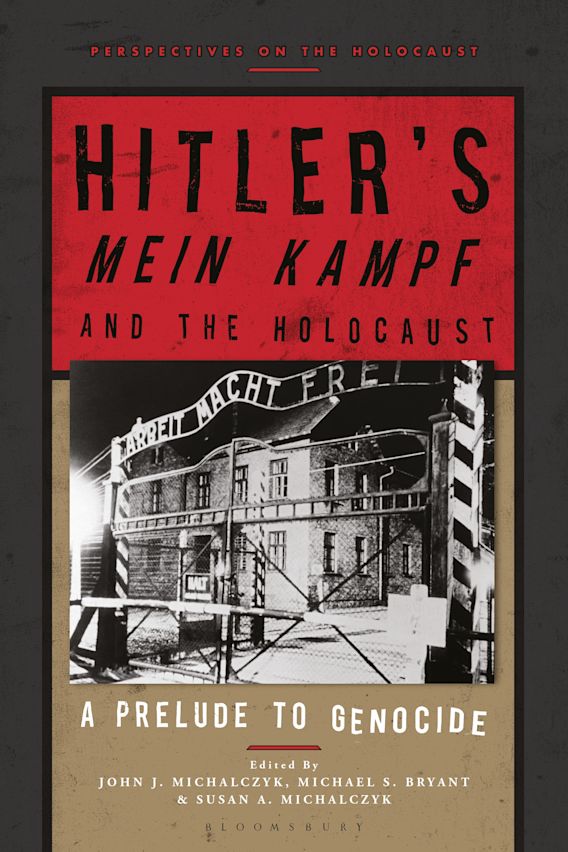 PERSPECTIVES ON THE HOLOCAUST
HITLER'S
MEIN KAMPF
AND THE HOLOCAUST
ARBEIT MACHT FREI
HALT
A PRELUDE TO GENOCIDE
Edited By
JOHN J. MICHALCZYK, MICHAEL S. BRYANT
& SUSAN A. MICHALCZYK
BLOOMSBURY